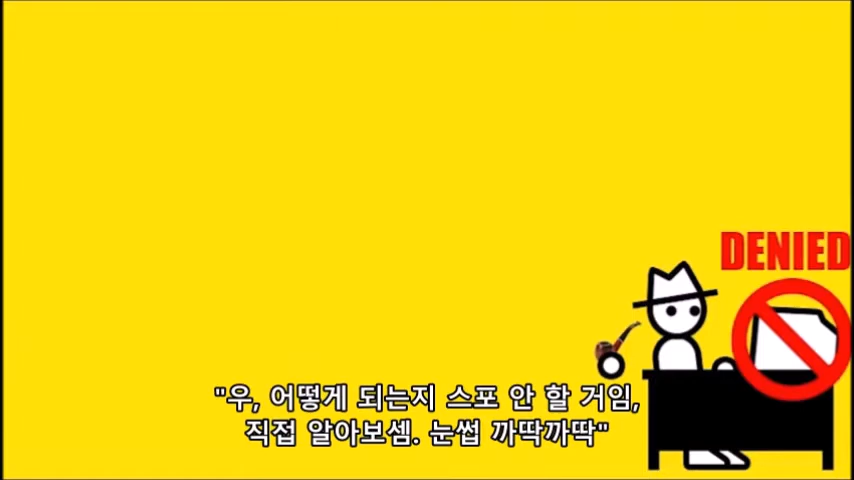 DENIED
"우, 어떻게 되는지 스포 안 할 거임,
직접 알아보셈. 눈썹 까딱까딱"